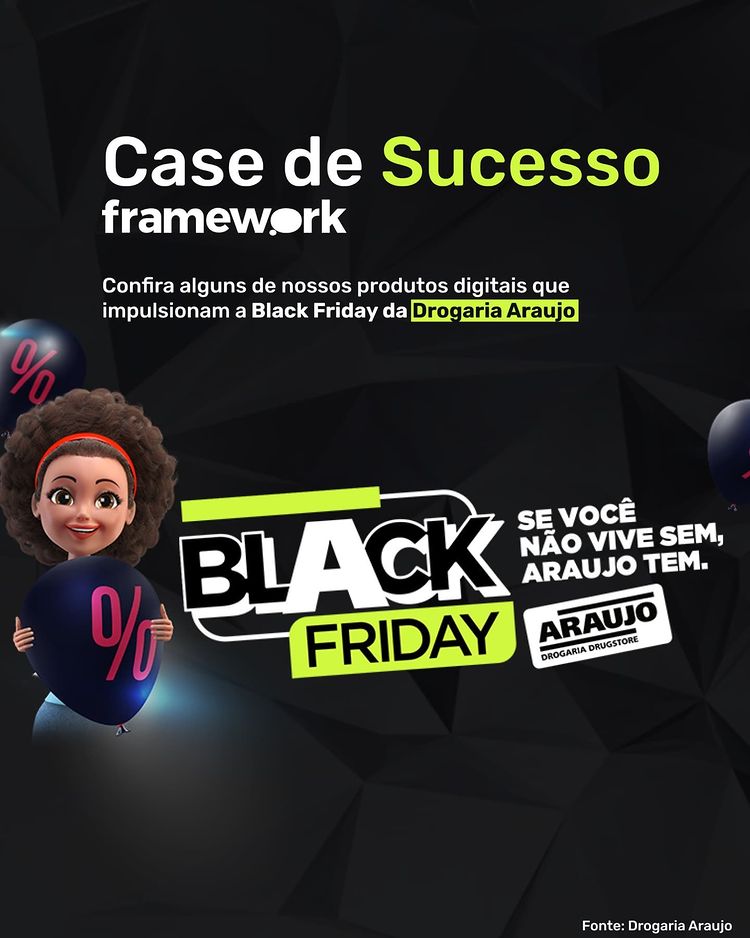 Case de Sucesso
framework
Confira alguns de nossos produtos digitais que
impulsionam a Black Friday da Drogaria Araujo
%
%
BLACK
FRIDAY
SE VOCÊ
NÃO VIVE SEM,
ARAUJO TEM.
ARAUJO
DROGARIA DRUGSTORE
Fonte: Drogaria Araujo